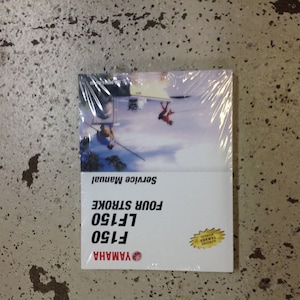 YAMAHA
F150
LF150
FOUR STROKE
Service Manual